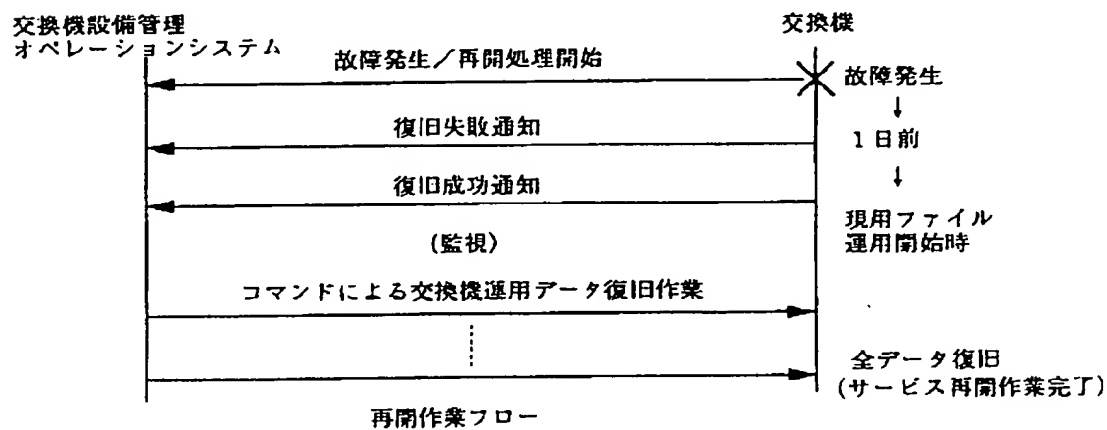 交換機設備管理
オペレーションシステム
交換機
故障発生／再開処理開始
故障発生
↓
復旧失敗通知
1日前
↓
復旧成功通知
現用ファイル
運用開始時
(監視)
コマンドによる交換機運用データ復旧作業
全データ復旧
(サービス再開作業完了)
再開作業フロー